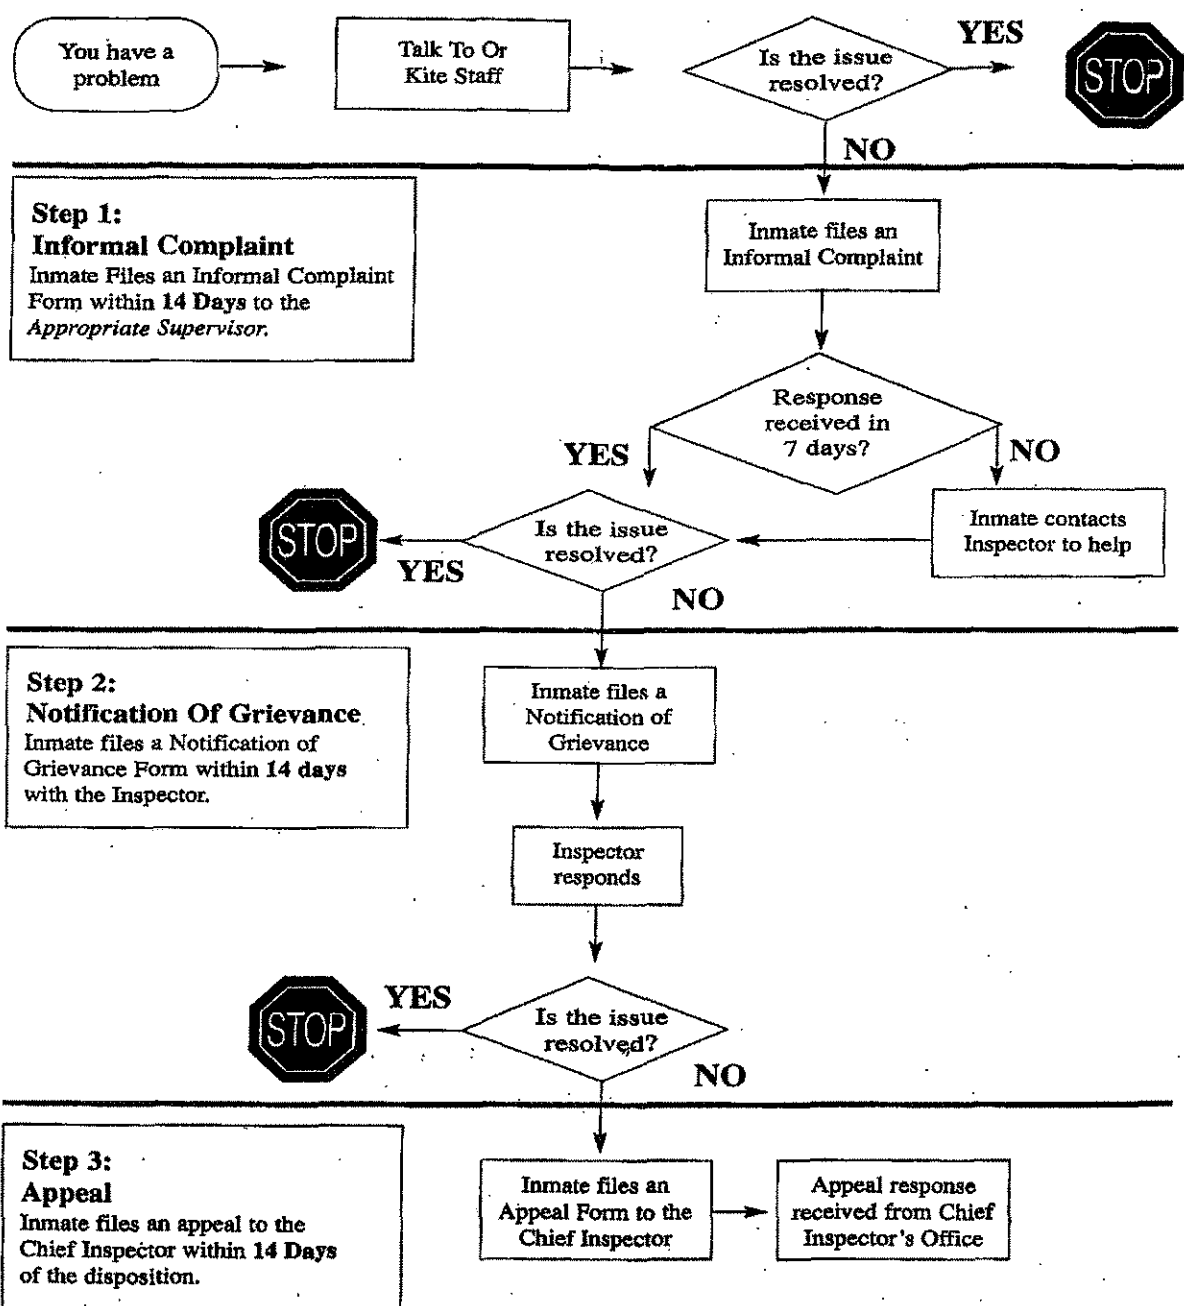 You have a
problem
Talk To Or
Kite Staff
Is the issue
resolved?
YES
STOP
NO
Step 1:
Informal Complaint
Inmate Files an Informal Complaint
Form within 14 Days to the
Appropriate Supervisor.
Inmate files an
Informal Complaint
Response
received in
7 days?
YES
NO
Inmate contacts
Inspector to help
Is the issue
resolved?
STOP
YES
NO
Step 2:
Notification Of Grievance
Inmate files a Notification of
Grievance Form within 14 days
with the Inspector.
Inmate files a
Notification of
Grievance
Inspector
responds
Is the issue
resolved?
YES
STOP
NO
Step 3:
Appeal
Inmate files an appeal to the
Chief Inspector within 14 Days
of the disposition.
Inmate files an
Appeal Form to the
Chief Inspector
Appeal response
received from Chief
Inspector's Office